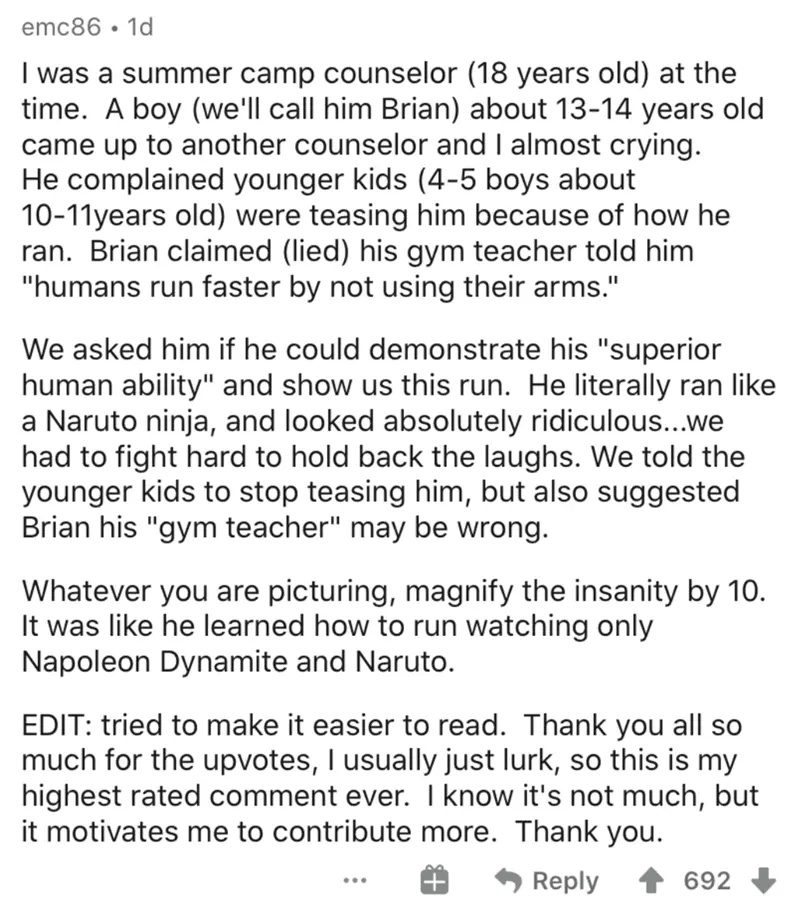 emc86 • 1d
I was a summer camp counselor (18 years old) at the
time.  A boy (we'll call him Brian) about 13-14 years old
came up to another counselor and I almost crying.
He complained younger kids (4-5 boys about
10-11years old) were teasing him because of how he
ran.  Brian claimed (lied) his gym teacher told him
"humans run faster by not using their arms."
We asked him if he could demonstrate his "superior
human ability" and show us this run.  He literally ran like
a Naruto ninja, and looked absolutely ridiculous...we
had to fight hard to hold back the laughs. We told the
younger kids to stop teasing him, but also suggested
Brian his "gym teacher" may be wrong.
Whatever you are picturing, magnify the insanity by 10.
It was like he learned how to run watching only
Napoleon Dynamite and Naruto.
EDIT: tried to make it easier to read.  Thank you all so
much for the upvotes, I usually just lurk, so this is my
highest rated comment ever.  I know it's not much, but
it motivates me to contribute more.  Thank you.
... Reply 692